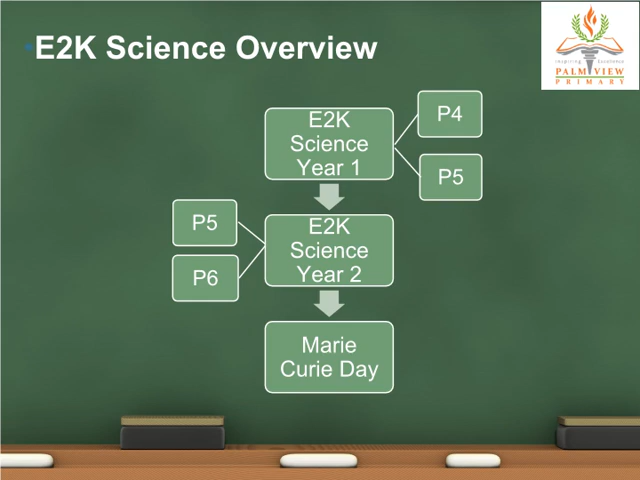 E2K Science Overview
Inspiring Excellence
PALM VIEW
PRIMARY
E2K
Science
Year 1
P4
P5
P5
P6
E2K
Science
Year 2
Marie
Curie Day